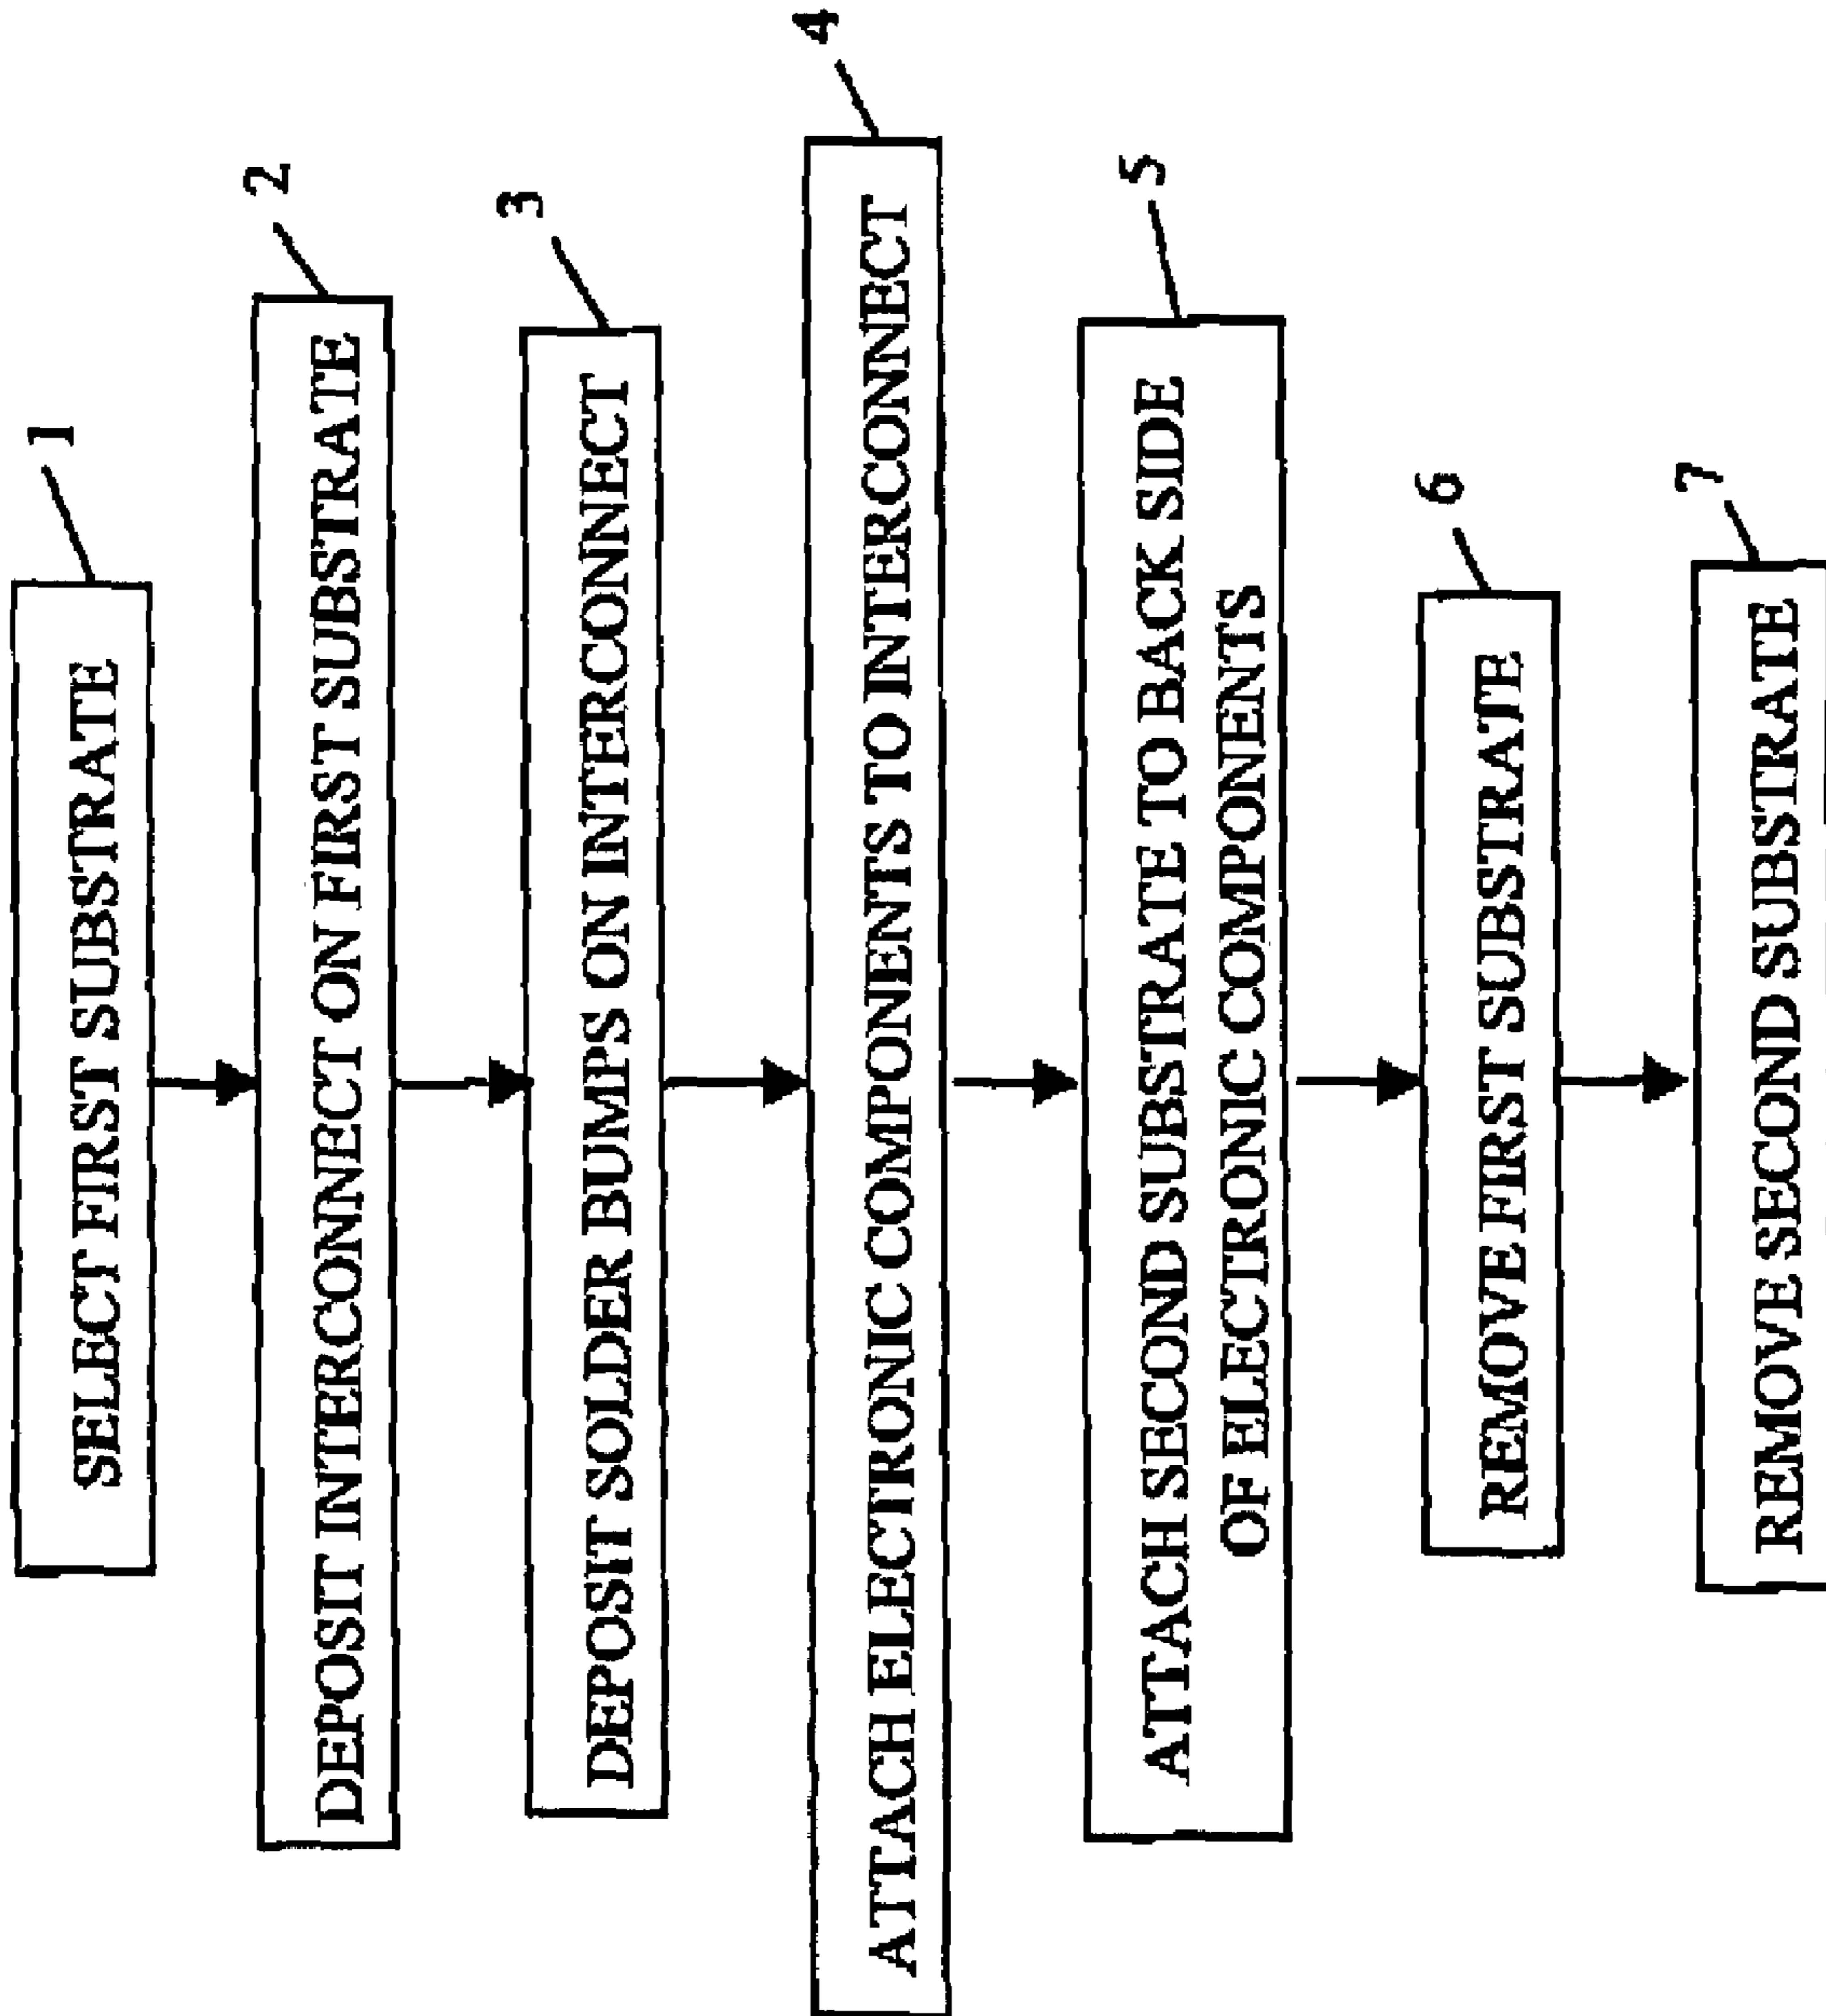 1
SELECT FIRST SUBSTRATE
2
DEPOSIT INTERCONNECT ON FIRST SUBSTRATE
3
DEPOSIT SOLDER BUMPS ON INTERCONNECT
4
ATTACH ELECTRONIC COMPONENTS TO INTERCONNECT
5
ATTACH SECOND SUBSTRATE TO BACK SIDE
OF ELECTRONIC COMPONENTS
6
REMOVE FIRST SUBSTRATE
7
REMOVE SECOND SUBSTRATE